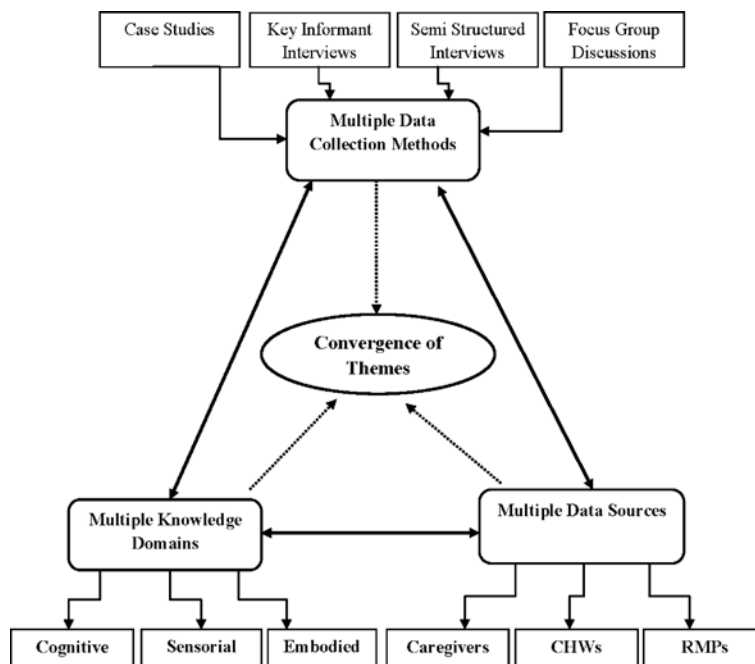 Case Studies
Key Informant
Interviews
Semi Structured
Interviews
Focus Group
Discussions
Multiple Data
Collection Methods
Convergence of
Themes
Multiple Knowledge
Domains
Multiple Data Sources
Cognitive
Sensorial
Embodied
Caregivers
CHWs
RMPs